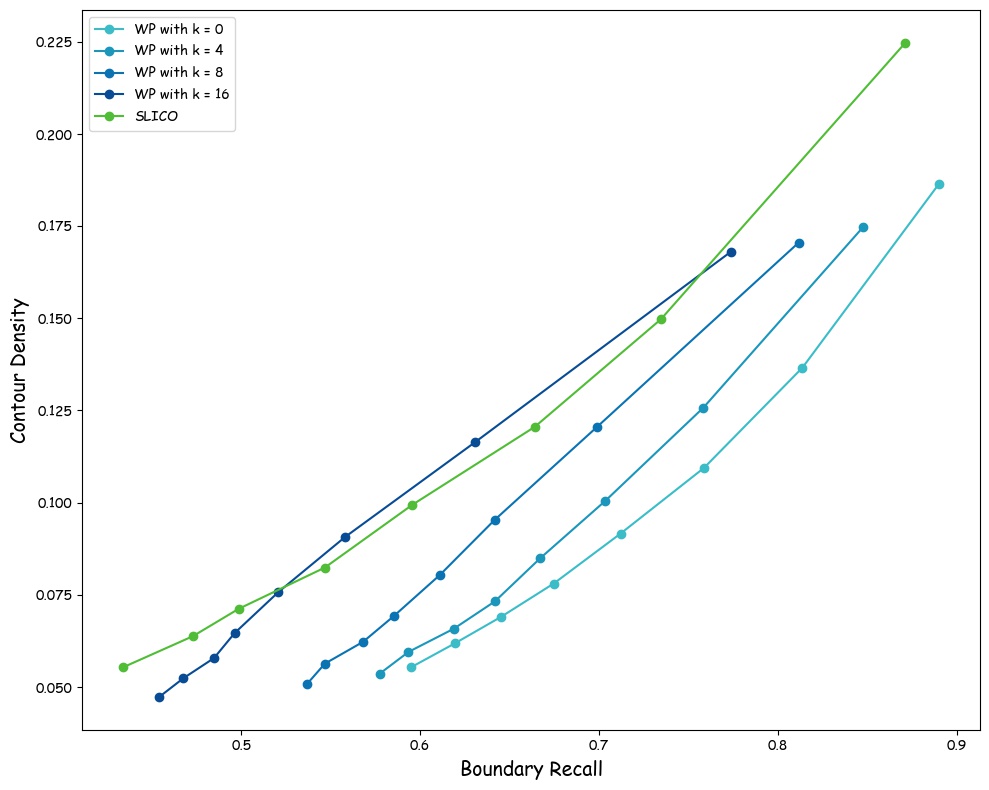 WP with k = 0
WP with k = 4
WP with k = 8
WP with k = 16
SLICO
0.225
0.200
0.175
0.150
0.125
0.100
0.075
0.050
Contour Density
0.5 0.6 0.7 0.8 0.9
Boundary Recall